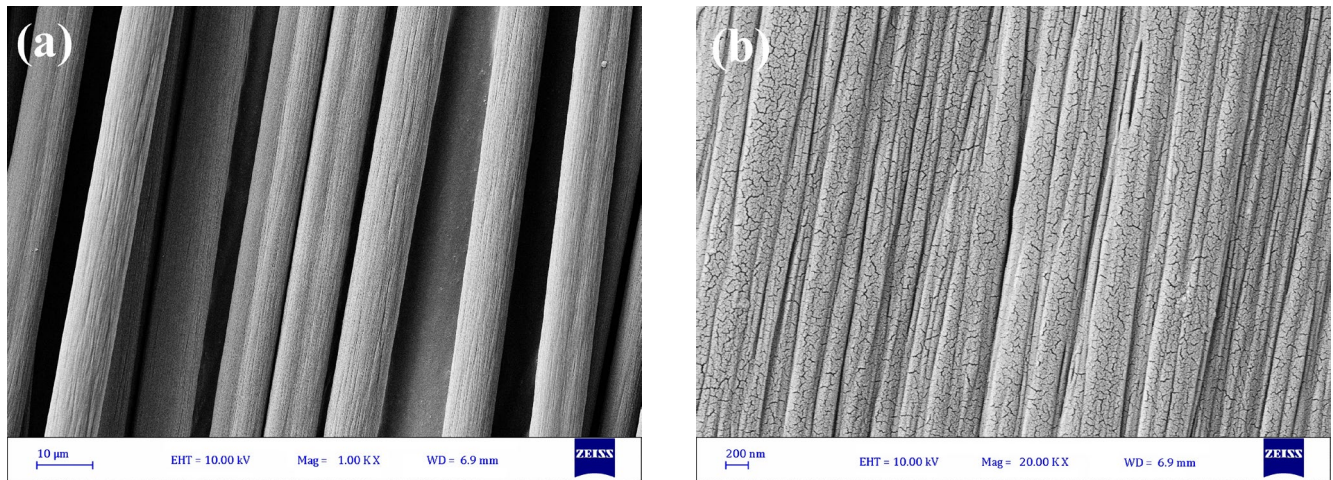 (a)
(b)
10 µm EHT = 10.00 kV Mag = 1.00 K X WD = 6.9 mm ZEISS
200 nm EHT = 10.00 kV Mag = 20.00 K X WD = 6.9 mm ZEISS